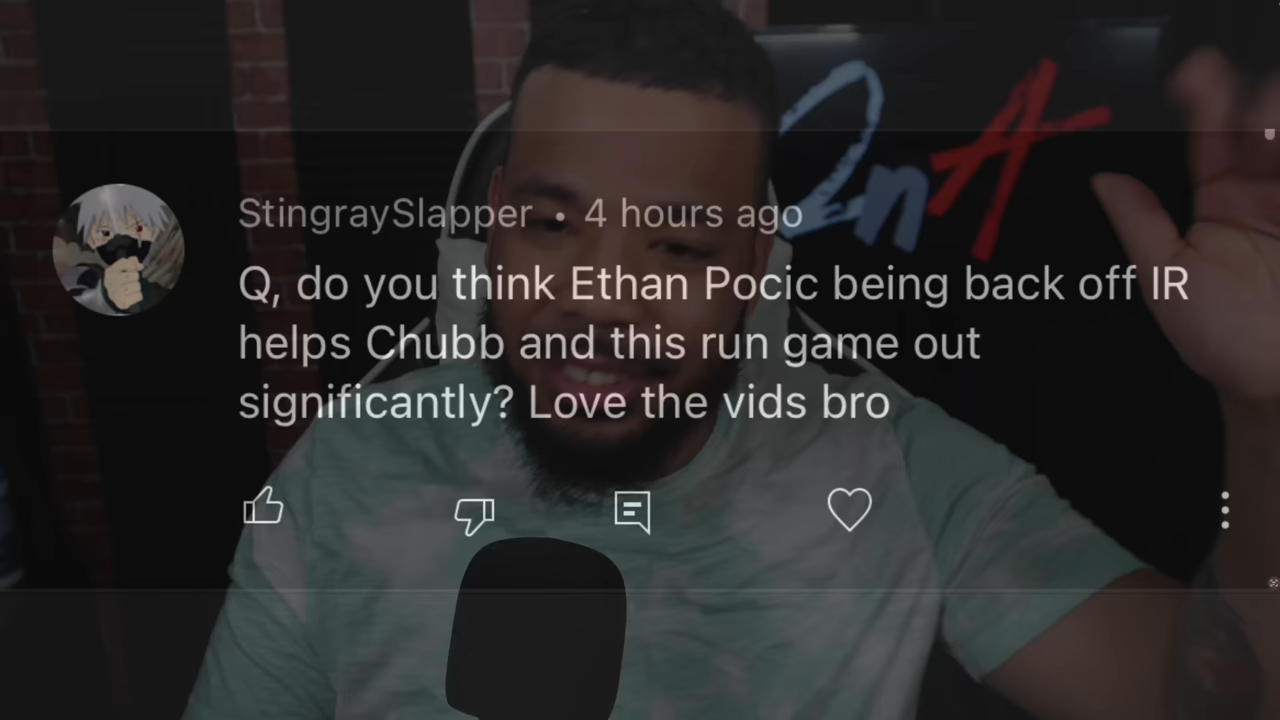 2nA
StingraySlapper • 4 hours ago
Q, do you think Ethan Pocic being back off IR
helps Chubb and this run game out
significantly? Love the vids bro